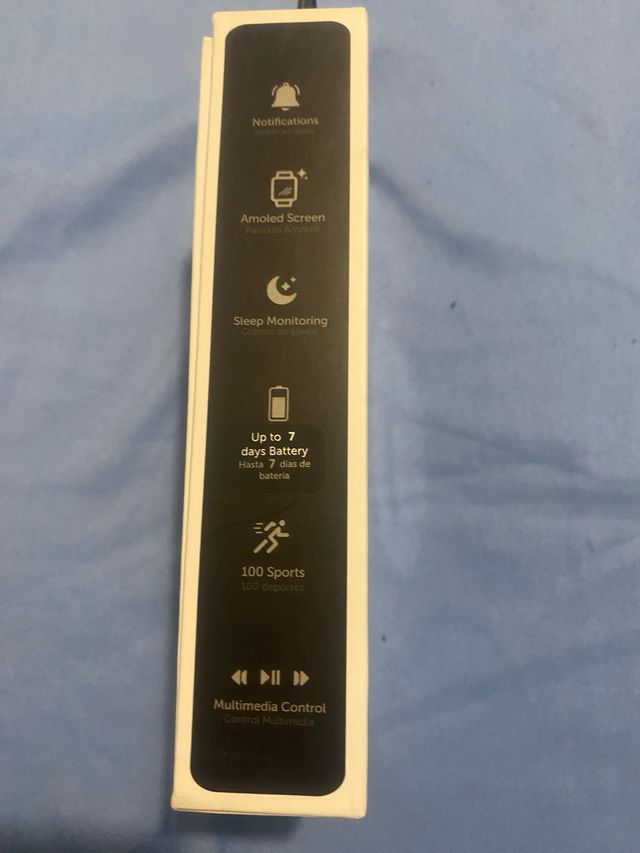 Notifications
Notificaciones
Amoled Screen
Pantalla Amoled
Sleep Monitoring
Control de sueño
Up to 7
days Battery
Hasta 7 días de
batería
100 Sports
100 deportes
Multimedia Control
Control Multimedia